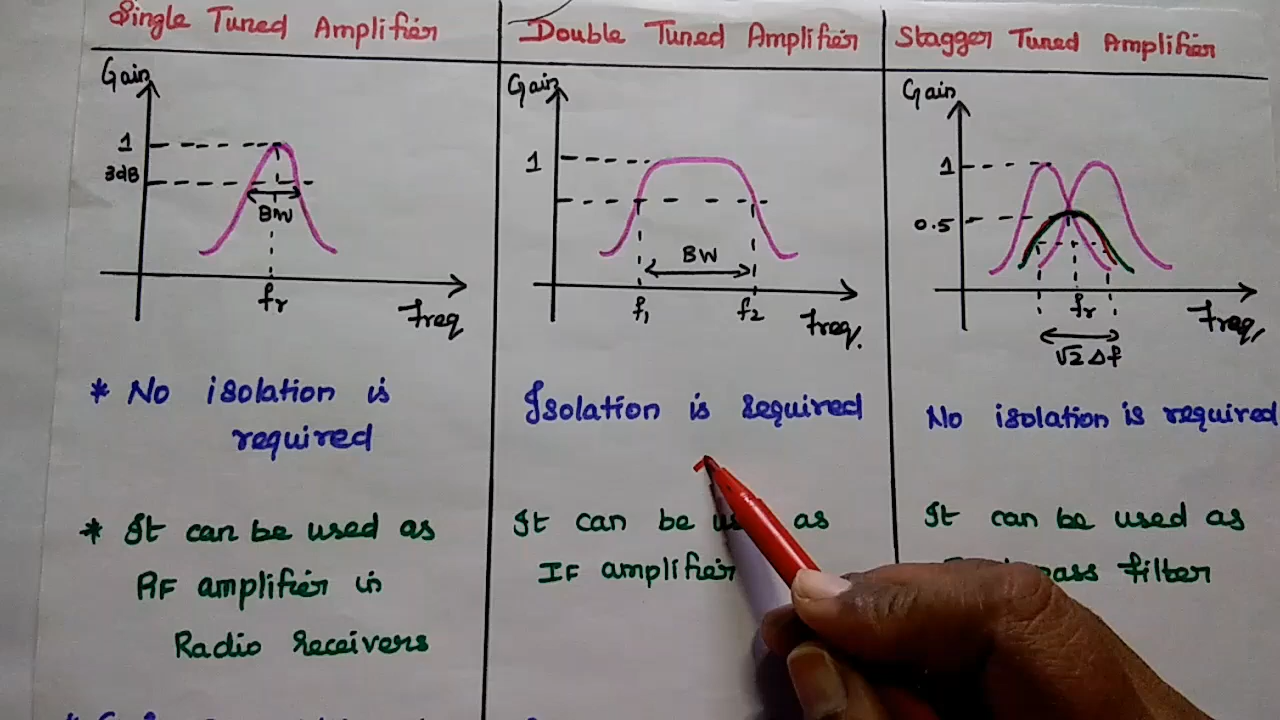 Single Tuned Amplifier
Gain
1
3dB
BW
fr
Freq
* No isolation is
required
* It can be used as
RF amplifier in
Radio receivers
Double Tuned Amplifier
Gain
1
BW
f1
f2
Freq.
Isolation is required
It can be as
IF amplifier
Stagger Tuned Amplifier
Gain
1
0.5
fr
Freq,
√2 Δf
No isolation is required
It can be used as
pass filter